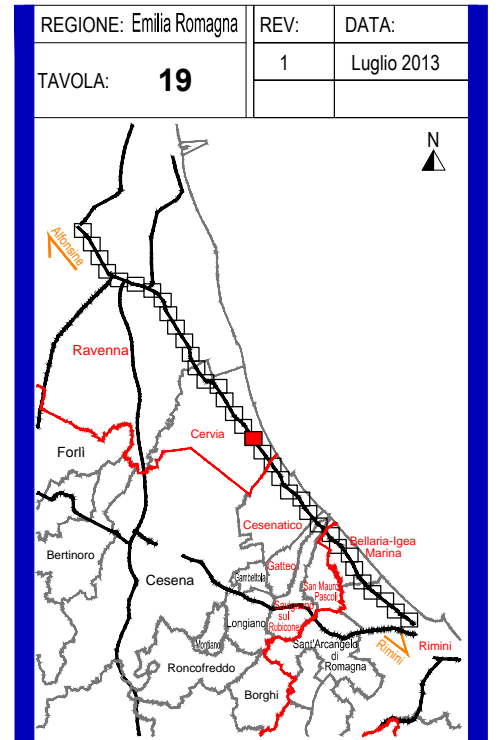 REGIONE: Emilia Romagna
REV:
DATA:
TAVOLA: 19
1
Luglio 2013
N
Alfonsine
Ravenna
Cervia
Forlì
Cesenatico
Bellaria-Igea
Marina
Bertinoro
Gatteo
Cesena
Gambettola
San Mauro
Pascoli
Savignano
sul
Rubicone
Longiano
Montiano
Sant'Arcangelo
di
Romagna
Rimini
Rimini
Roncofreddo
Borghi